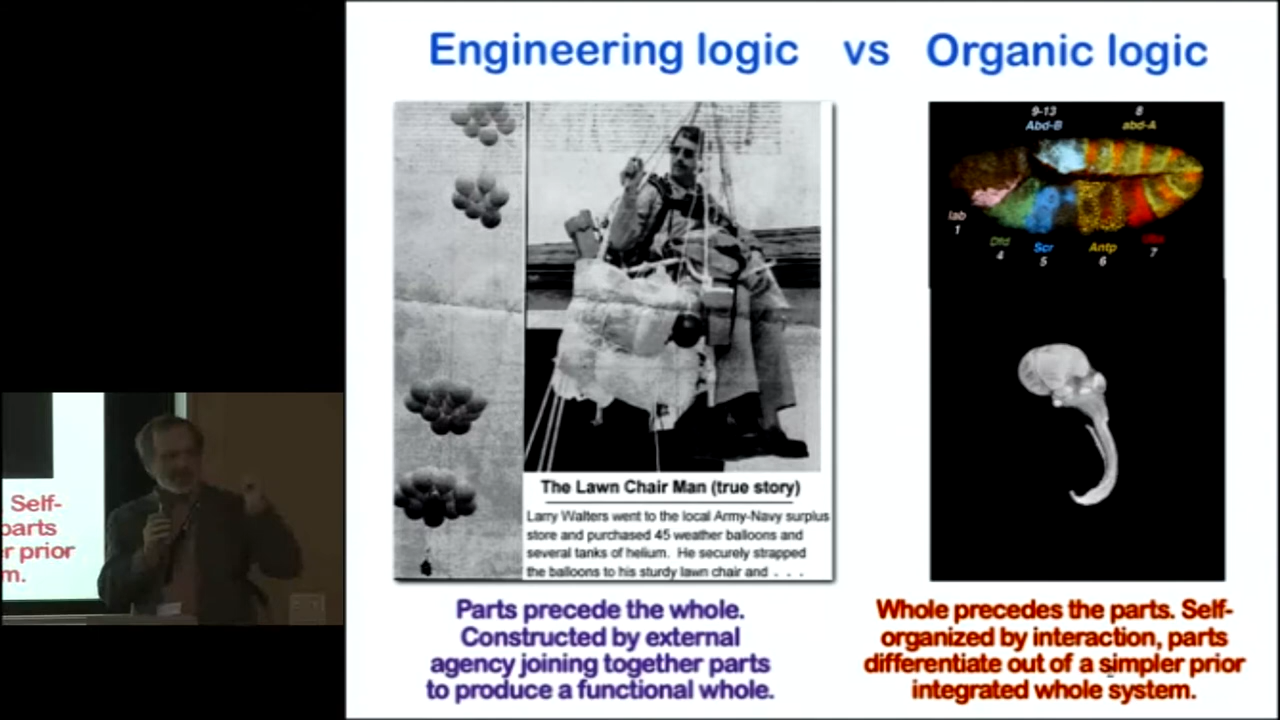 Engineering logic vs Organic logic
9-13
Abd-B
8
abd-A
lab
1
Dfd
4
Scr
5
Antp
6
7
The Lawn Chair Man (true story)
Larry Walters went to the local Army-Navy surplus
store and purchased 45 weather balloons and
several tanks of helium. He securely strapped
the balloons to his sturdy lawn chair and . . .
Parts precede the whole.
Constructed by external
agency joining together parts
to produce a functional whole.
Whole precedes the parts. Self-
organized by interaction, parts
differentiate out of a simpler prior
integrated whole system.
Self-
parts
er prior
m.